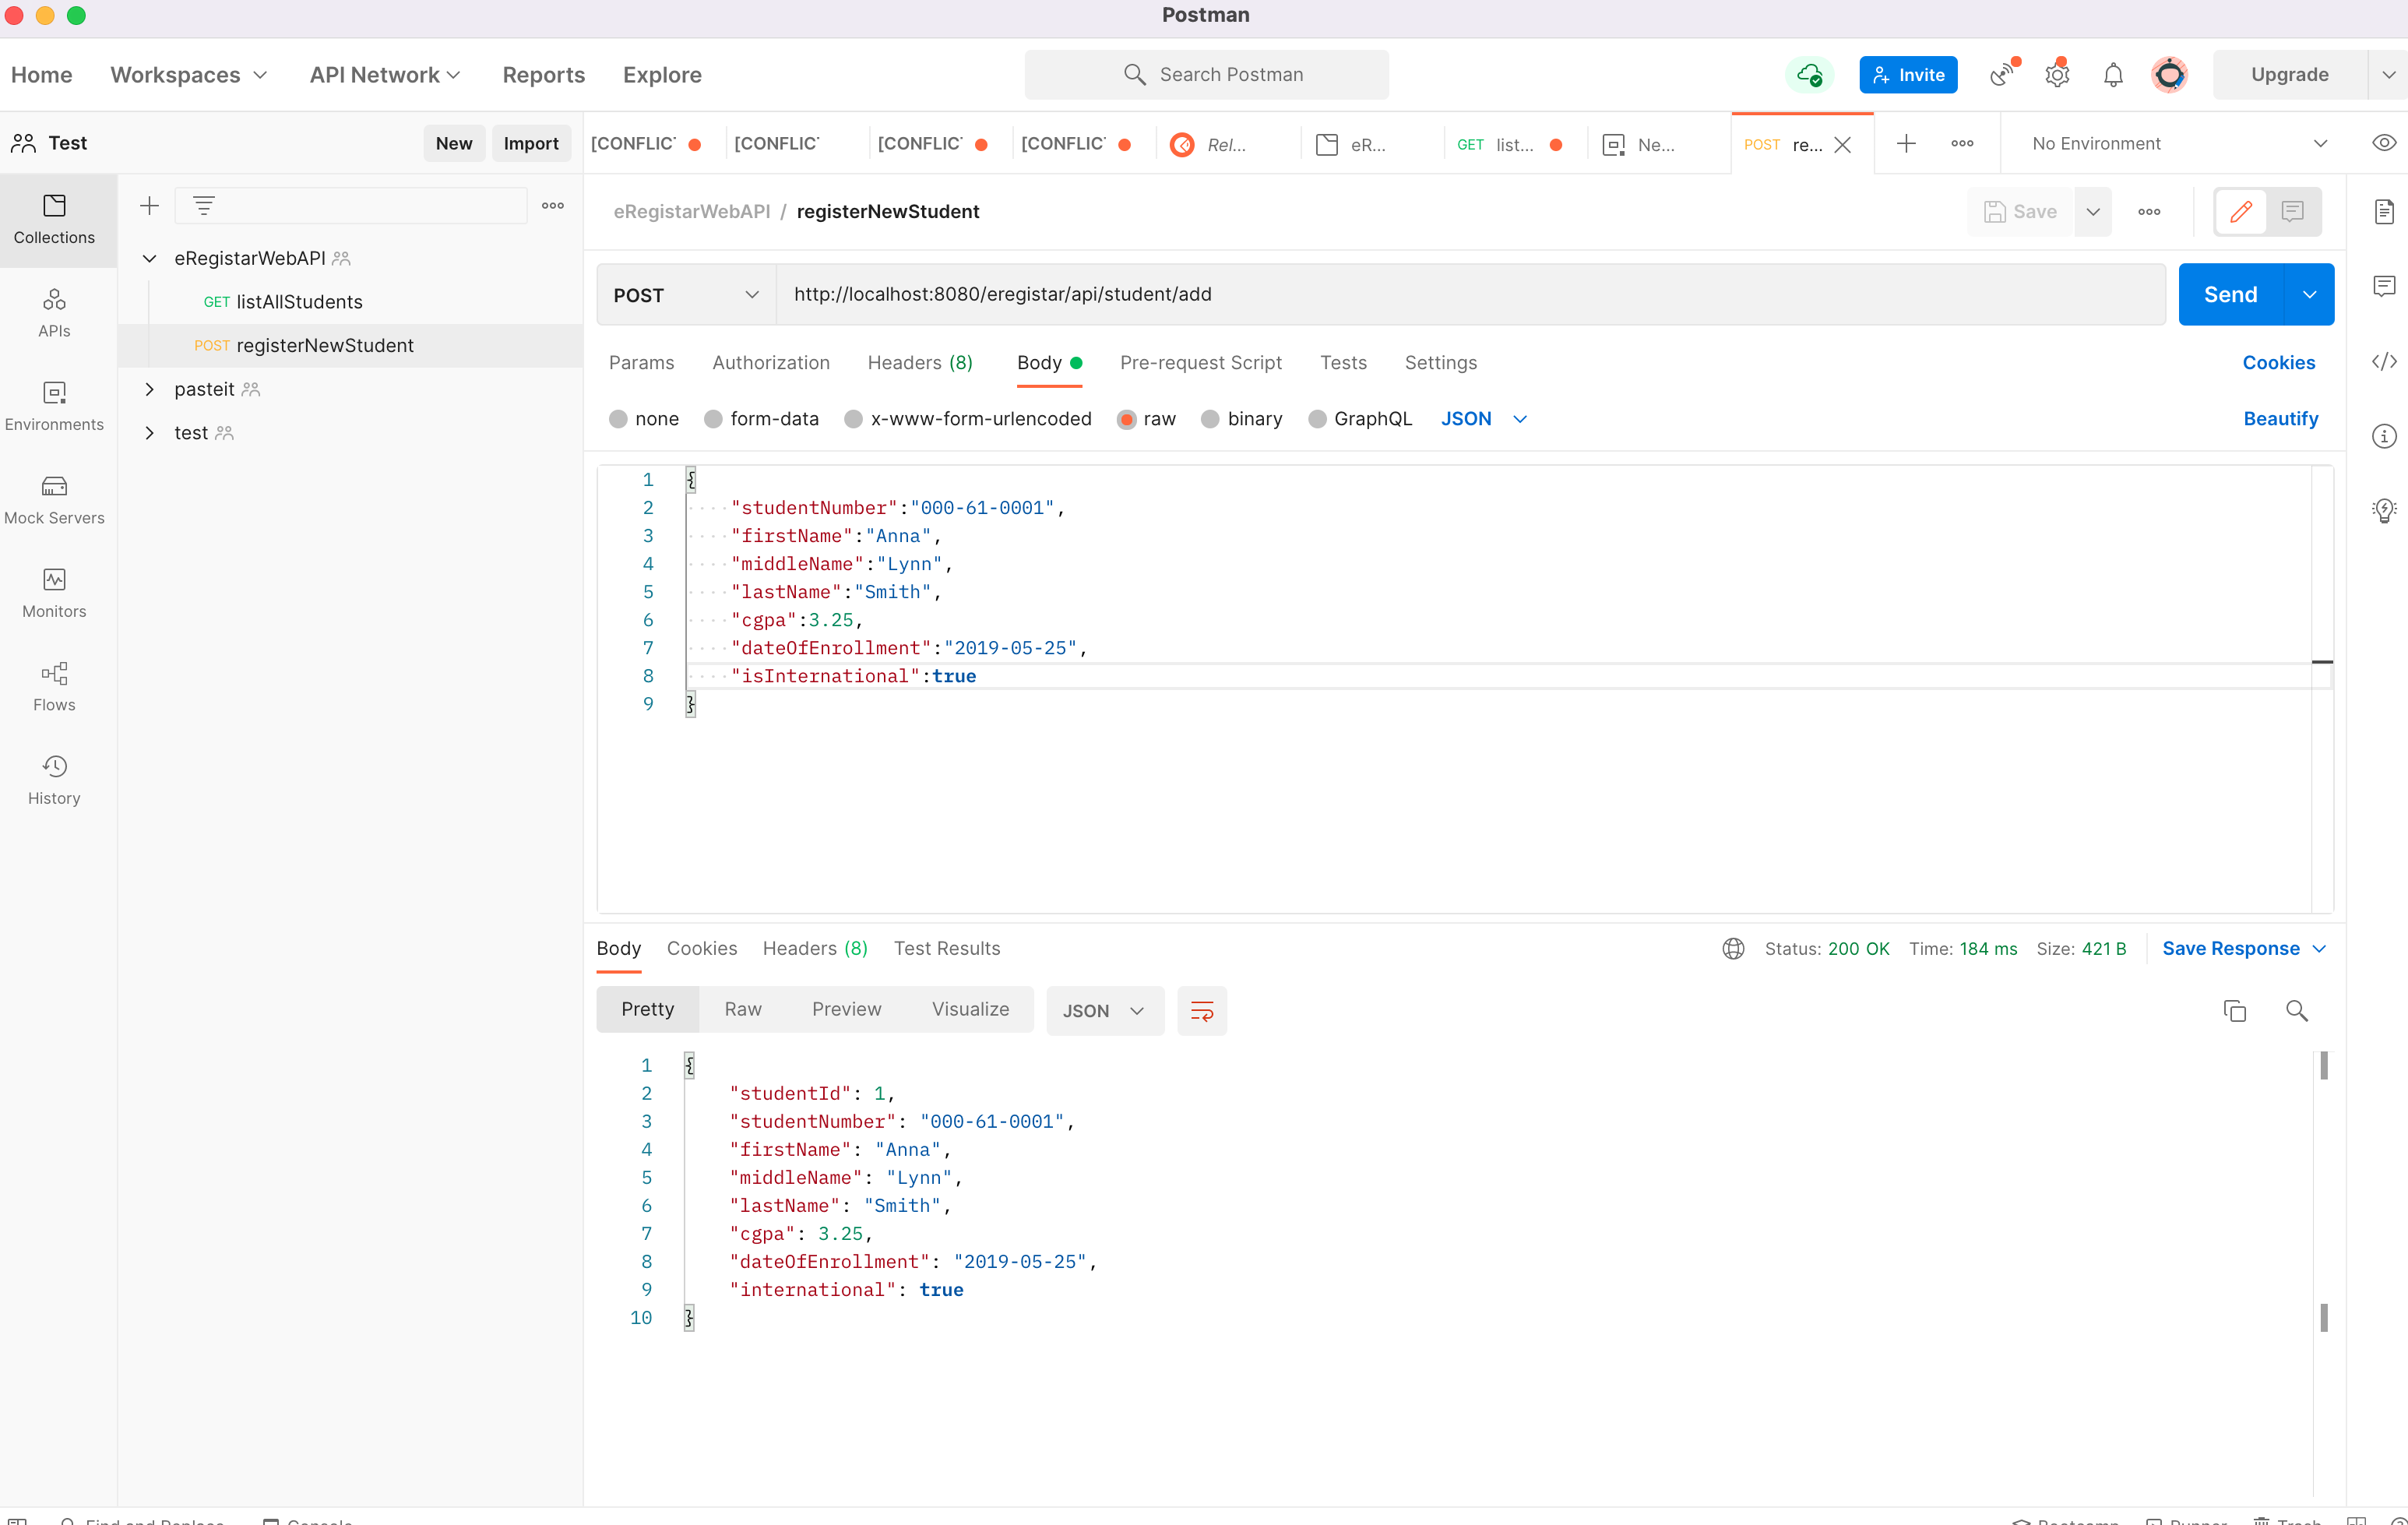 Postman
Home Workspaces API Network Reports Explore Search Postman Invite Upgrade
Test New Import [CONFLIC [CONFLIC [CONFLIC [CONFLIC Rel... eR... GET list... Ne... POST re... No Environment
Collections
APIs
Environments
Mock Servers
Monitors
Flows
History
eRegistarWebAPI
GET listAllStudents
POST registerNewStudent
pasteit
test
eRegistarWebAPI / registerNewStudent Save
POST http://localhost:8080/eregistar/api/student/add Send
Params Authorization Headers (8) Body Pre-request Script Tests Settings Cookies
none form-data x-www-form-urlencoded raw binary GraphQL JSON Beautify
1 {
2 "studentNumber":"000-61-0001",
3 "firstName":"Anna",
4 "middleName":"Lynn",
5 "lastName":"Smith",
6 "cgpa":3.25,
7 "dateOfEnrollment":"2019-05-25",
8 "isInternational":true
9 }
Body Cookies Headers (8) Test Results Status: 200 OK Time: 184 ms Size: 421 B Save Response
Pretty Raw Preview Visualize JSON
1 {
2 "studentId": 1,
3 "studentNumber": "000-61-0001",
4 "firstName": "Anna",
5 "middleName": "Lynn",
6 "lastName": "Smith",
7 "cgpa": 3.25,
8 "dateOfEnrollment": "2019-05-25",
9 "international": true
10 }
Find and Replace Console Bootcamp Runner Trash